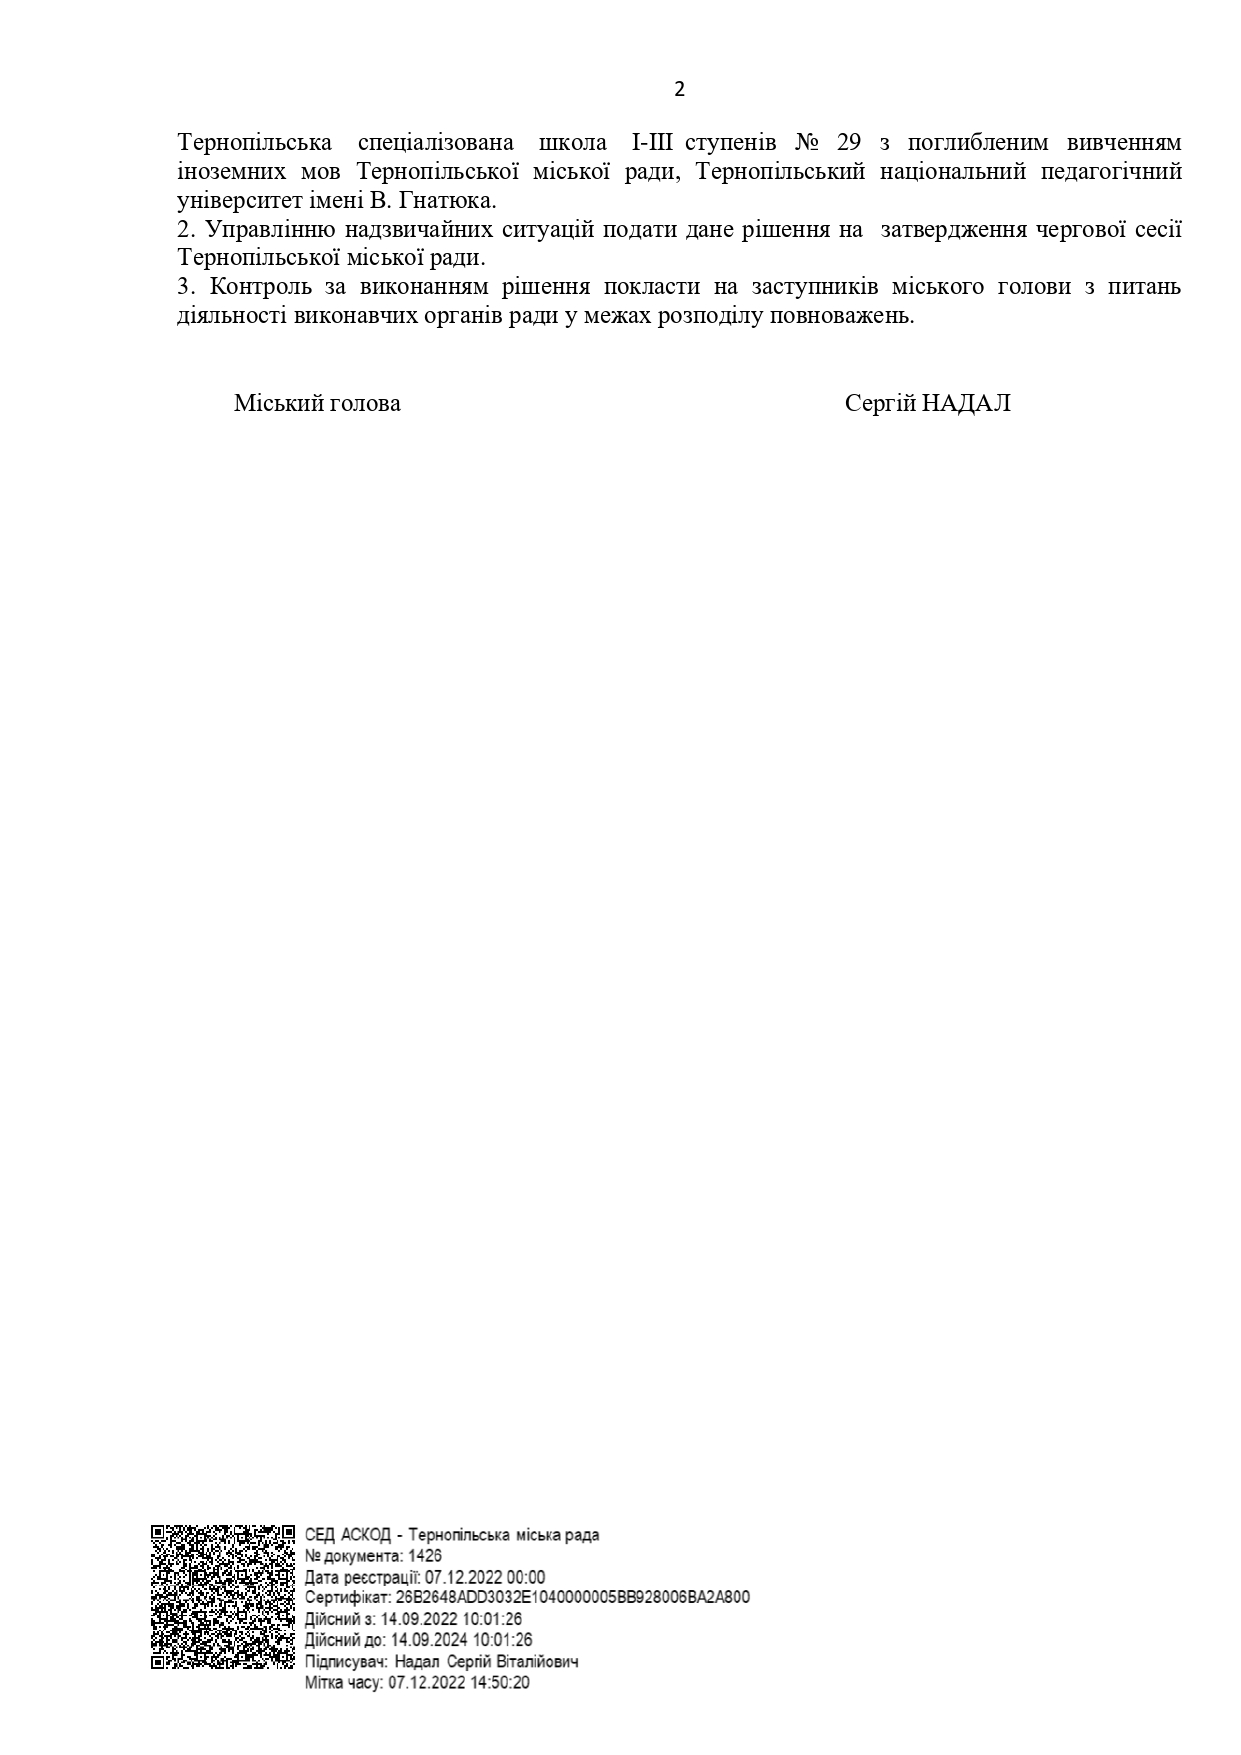 2
Тернопільська спеціалізована школа І-ІІІ ступенів № 29 з поглибленим вивченням
іноземних мов Тернопільської міської ради, Тернопільський національний педагогічний
університет імені В. Гнатюка.
2. Управлінню надзвичайних ситуацій подати дане рішення на затвердження чергової сесії
Тернопільської міської ради.
3. Контроль за виконанням рішення покласти на заступників міського голови з питань
діяльності виконавчих органів ради у межах розподілу повноважень.
Міський голова Сергій НАДАЛ
СЕД АСКОД - Тернопільська міська рада
№ документа: 1426
Дата реєстрації: 07.12.2022 00:00
Сертифікат: 26B2648ADD3032E1040000005BB928006BA2A800
Дійсний з: 14.09.2022 10:01:26
Дійсний до: 14.09.2024 10:01:26
Підписувач: Надал Сергій Віталійович
Мітка часу: 07.12.2022 14:50:20